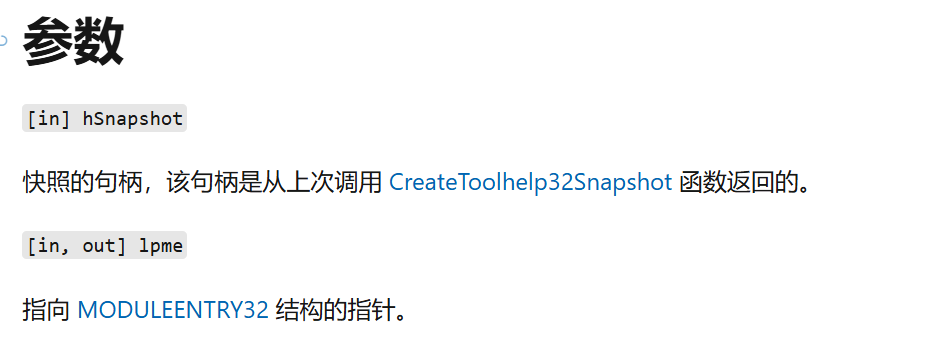 参数
[in] hSnapshot
快照的句柄，该句柄是从上次调用 CreateToolhelp32Snapshot 函数返回的。
[in, out] lpme
指向 MODULEENTRY32 结构的指针。